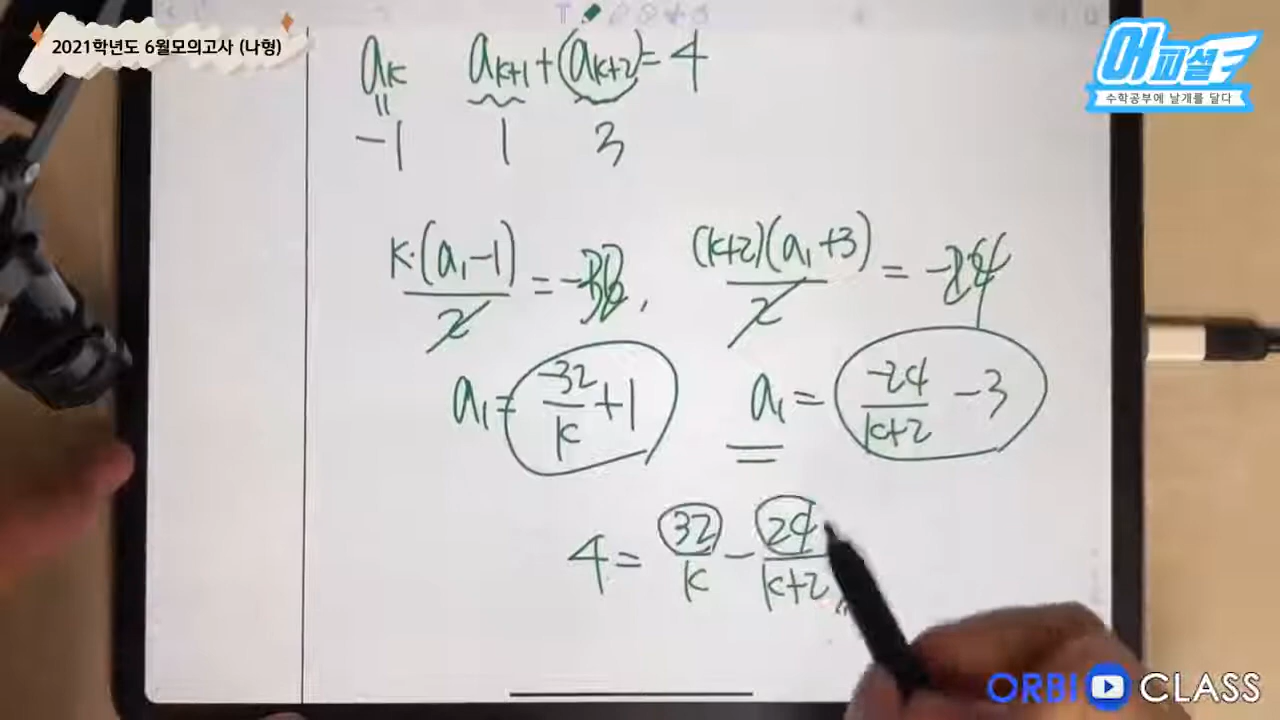 2021학년도 6월모의고사 (나형)
어피셜
수학공부에 날개를 달다
a_k a_{k+1}+(a_{k+2})=4
"
-1 1 3
k·(a_1-1)/2 = -32, (k+2)(a_1+3)/2 = -24
a_1= -32/k +1 a_1= -24/(k+2) -3
4= 32/k - 24/(k+2)
ORBI CLASS